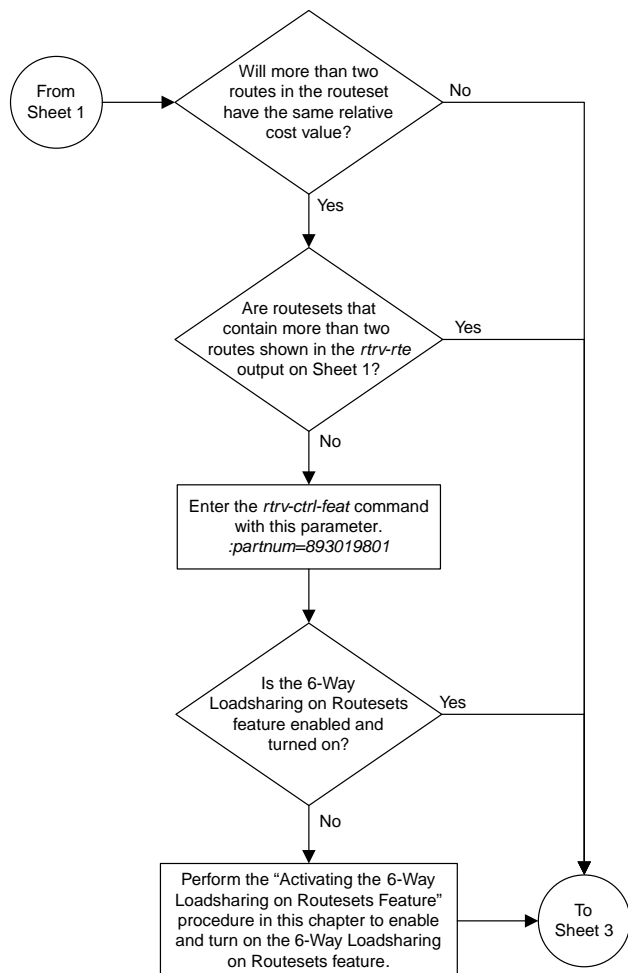 From
Sheet 1
Will more than two
routes in the routeset
have the same relative
cost value?
No
Yes
Are routesets that
contain more than two
routes shown in the rtrv-rte
output on Sheet 1?
Yes
No
Enter the rtrv-ctrl-feat command
with this parameter.
:partnum=893019801
Is the 6-Way
Loadsharing on Routesets
feature enabled and
turned on?
Yes
No
Perform the “Activating the 6-Way
Loadsharing on Routesets Feature”
procedure in this chapter to enable
and turn on the 6-Way Loadsharing
on Routesets feature.
To
Sheet 3